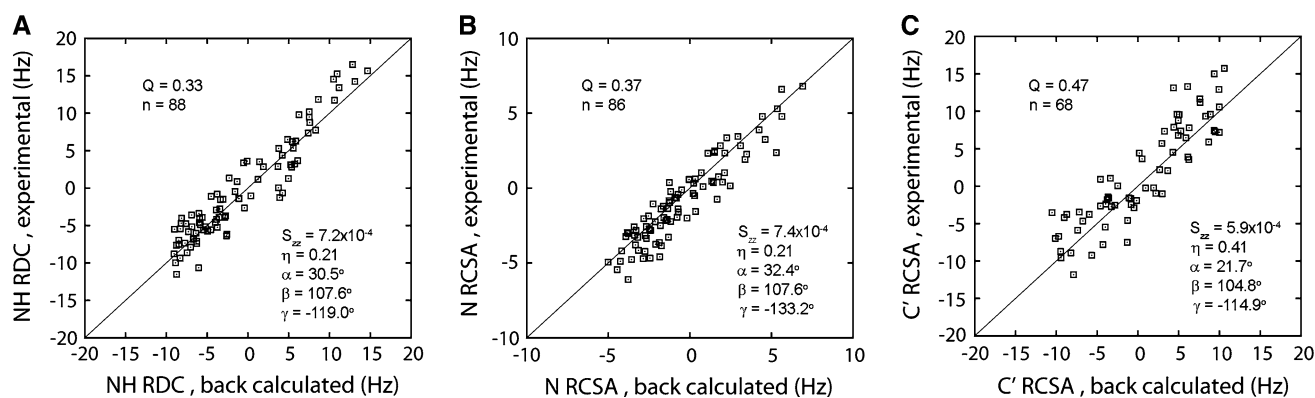 A
NH RDC , experimental (Hz)
20
15
10
5
0
-5
-10
-15
-20
Q = 0.33
n = 88
S_zz = 7.2x10⁻⁴
η = 0.21
α = 30.5°
β = 107.6°
γ = -119.0°
-20 -15 -10 -5 0 5 10 15 20
NH RDC , back calculated (Hz)
B
N RCSA , experimental (Hz)
10
5
0
-5
-10
Q = 0.37
n = 86
S_zz = 7.4x10⁻⁴
η = 0.21
α = 32.4°
β = 107.6°
γ = -133.2°
-10 -5 0 5 10
N RCSA , back calculated (Hz)
C
C’ RCSA , experimental (Hz)
20
15
10
5
0
-5
-10
-15
-20
Q = 0.47
n = 68
S_zz = 5.9x10⁻⁴
η = 0.41
α = 21.7°
β = 104.8°
γ = -114.9°
-20 -15 -10 -5 0 5 10 15 20
C’ RCSA , back calculated (Hz)